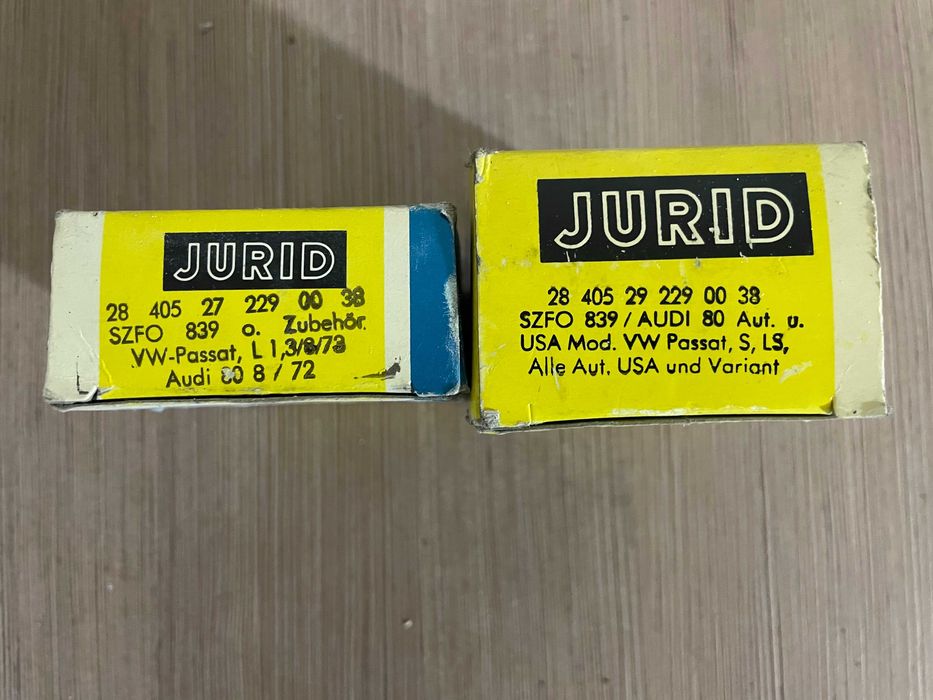 JURID
28 405 27 229 00 38
SZFO 839 o. Zubehör
VW-Passat, L 1,3/8/73
Audi 80 8 / 72
JURID
28 405 29 229 00 38
SZFO 839 / AUDI 80 Aut. u.
USA Mod. VW Passat, S, LS,
Alle Aut. USA und Variant